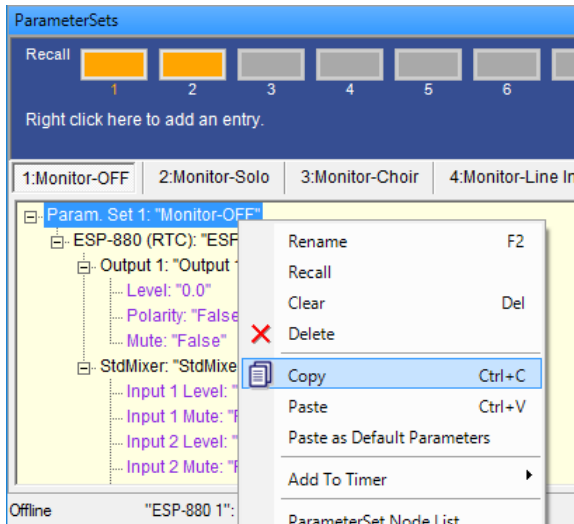 ParameterSets
Recall
1 2 3 4 5 6
Right click here to add an entry.
1:Monitor-OFF 2:Monitor-Solo 3:Monitor-Choir 4:Monitor-Line In
Param. Set 1: "Monitor-OFF"
ESP-880 (RTC): "ESP
Output 1: "Output
Level: "0.0"
Polarity: "False
Mute: "False"
StdMixer: "StdMixe
Input 1 Level: "
Input 1 Mute: "F
Input 2 Level: "
Input 2 Mute: "F
Rename F2
Recall
Clear Del
Delete
Copy Ctrl+C
Paste Ctrl+V
Paste as Default Parameters
Add To Timer
ParameterSet Node List
Offline "ESP-880 1":